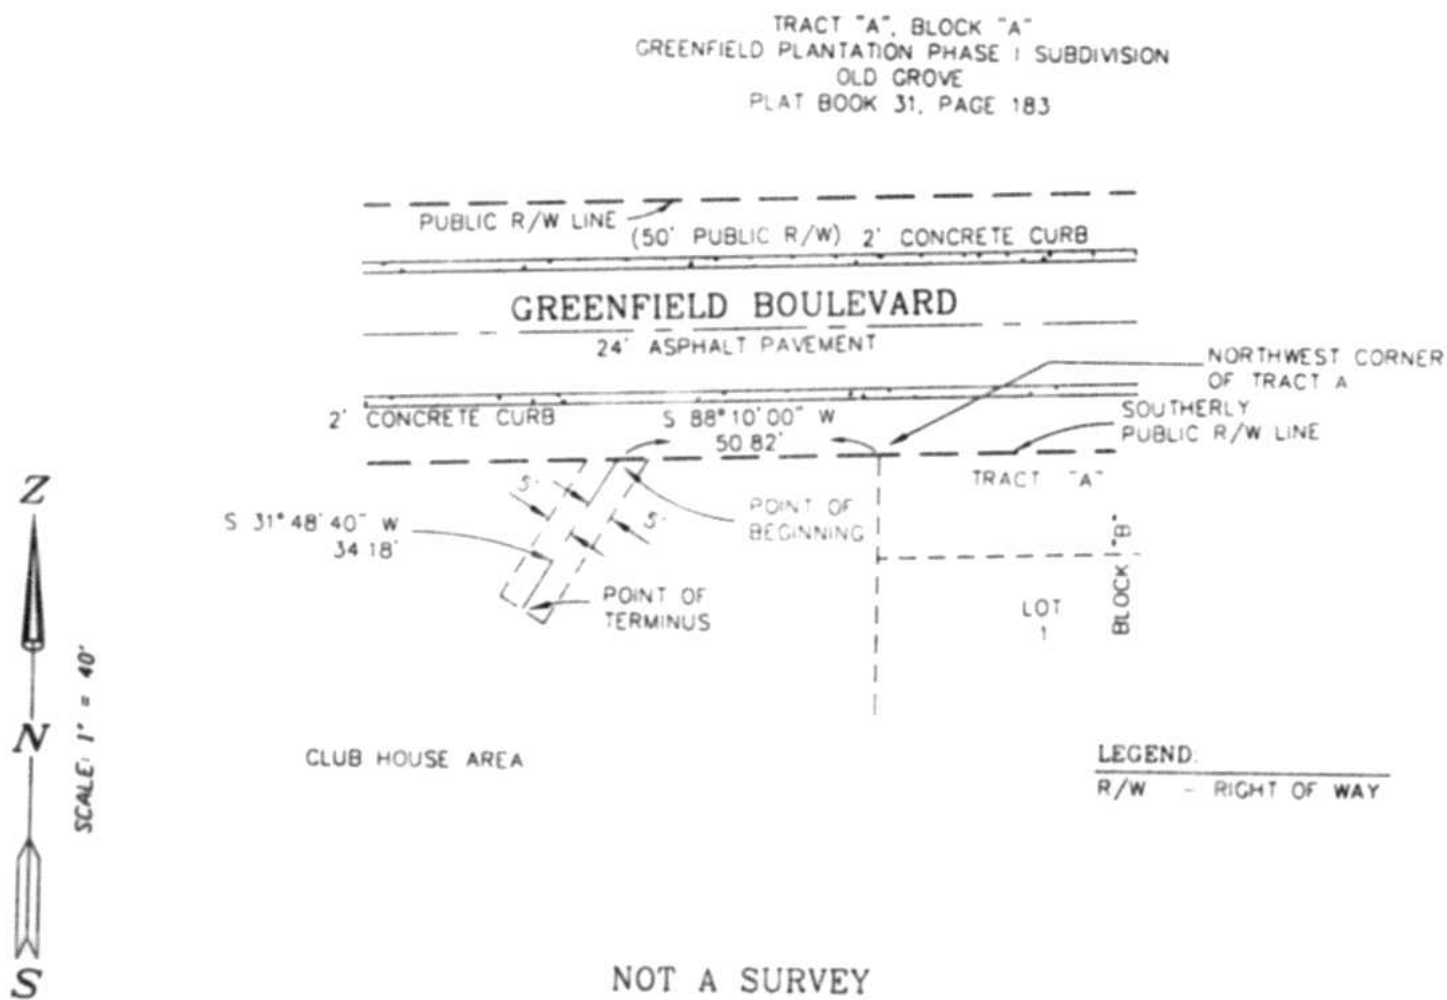 TRACT "A", BLOCK "A"
GREENFIELD PLANTATION PHASE I SUBDIVISION
OLD GROVE
PLAT BOOK 31, PAGE 183
PUBLIC R/W LINE
(50' PUBLIC R/W)
2' CONCRETE CURB
GREENFIELD BOULEVARD
24' ASPHALT PAVEMENT
NORTHWEST CORNER
OF TRACT A
2' CONCRETE CURB
S 88°10'00" W
50.82'
SOUTHERLY
PUBLIC R/W LINE
TRACT "A"
5'
5'
POINT OF
BEGINNING
S 31°48'40" W
34.18'
POINT OF
TERMINUS
LOT
1
BLOCK "B"
Z
N
S
SCALE: 1" = 40'
CLUB HOUSE AREA
LEGEND:
R/W - RIGHT OF WAY
NOT A SURVEY